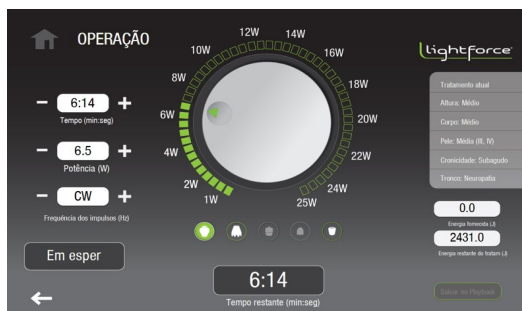 OPERAÇÃO
lightforce
− 6:14 +
Tempo (min:seg)
− 6.5 +
Potência (W)
− CW +
Frequência dos impulsos (Hz)
Em esper
1W
2W
4W
6W
8W
10W
12W
14W
16W
18W
20W
22W
24W
25W
6:14
Tempo restante (min:seg)
Tratamento atual
Altura: Médio
Corpo: Médio
Pele: Média (III, IV)
Cronicidade: Subagudo
Tronco: Neuropatia
0.0
Energia fornecida (J)
2431.0
Energia restante do